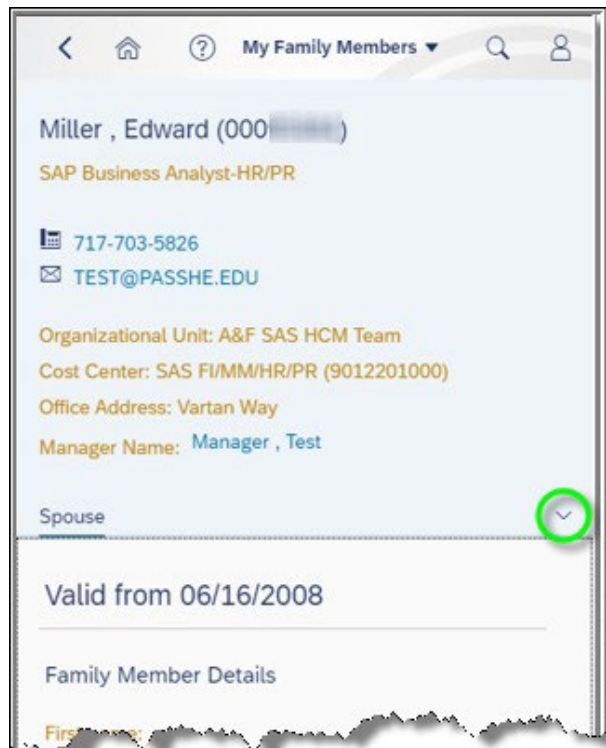 My Family Members ▼
Miller , Edward (000 )
SAP Business Analyst-HR/PR
717-703-5826
TEST@PASSHE.EDU
Organizational Unit: A&F SAS HCM Team
Cost Center: SAS FI/MM/HR/PR (9012201000)
Office Address: Vartan Way
Manager Name: Manager , Test
Spouse
Valid from 06/16/2008
Family Member Details
First name: